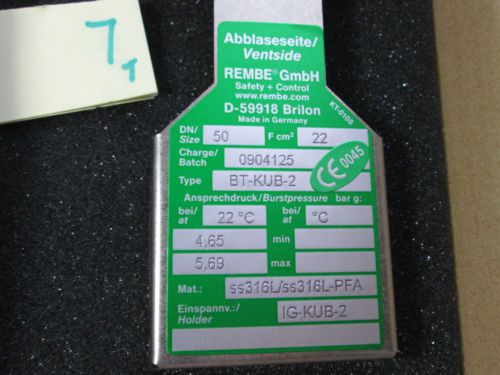 7
T
Abblaseseite/
Ventside
REMBE® GmbH
Safety + Control
www.rembe.com
D-59918 Brilon
Made in Germany
KT-0108
DN/
Size 50 F cm² 22
Charge/
Batch 0904125
CE 0045
Type BT-KUB-2
Ansprechdruck/Burstpressure bar g:
bei/
at 22 °C bei/
at °C
4,65 min
5,69 max
Mat.: ss316L/ss316L-PFA
Einspannv.:/
Holder IG-KUB-2